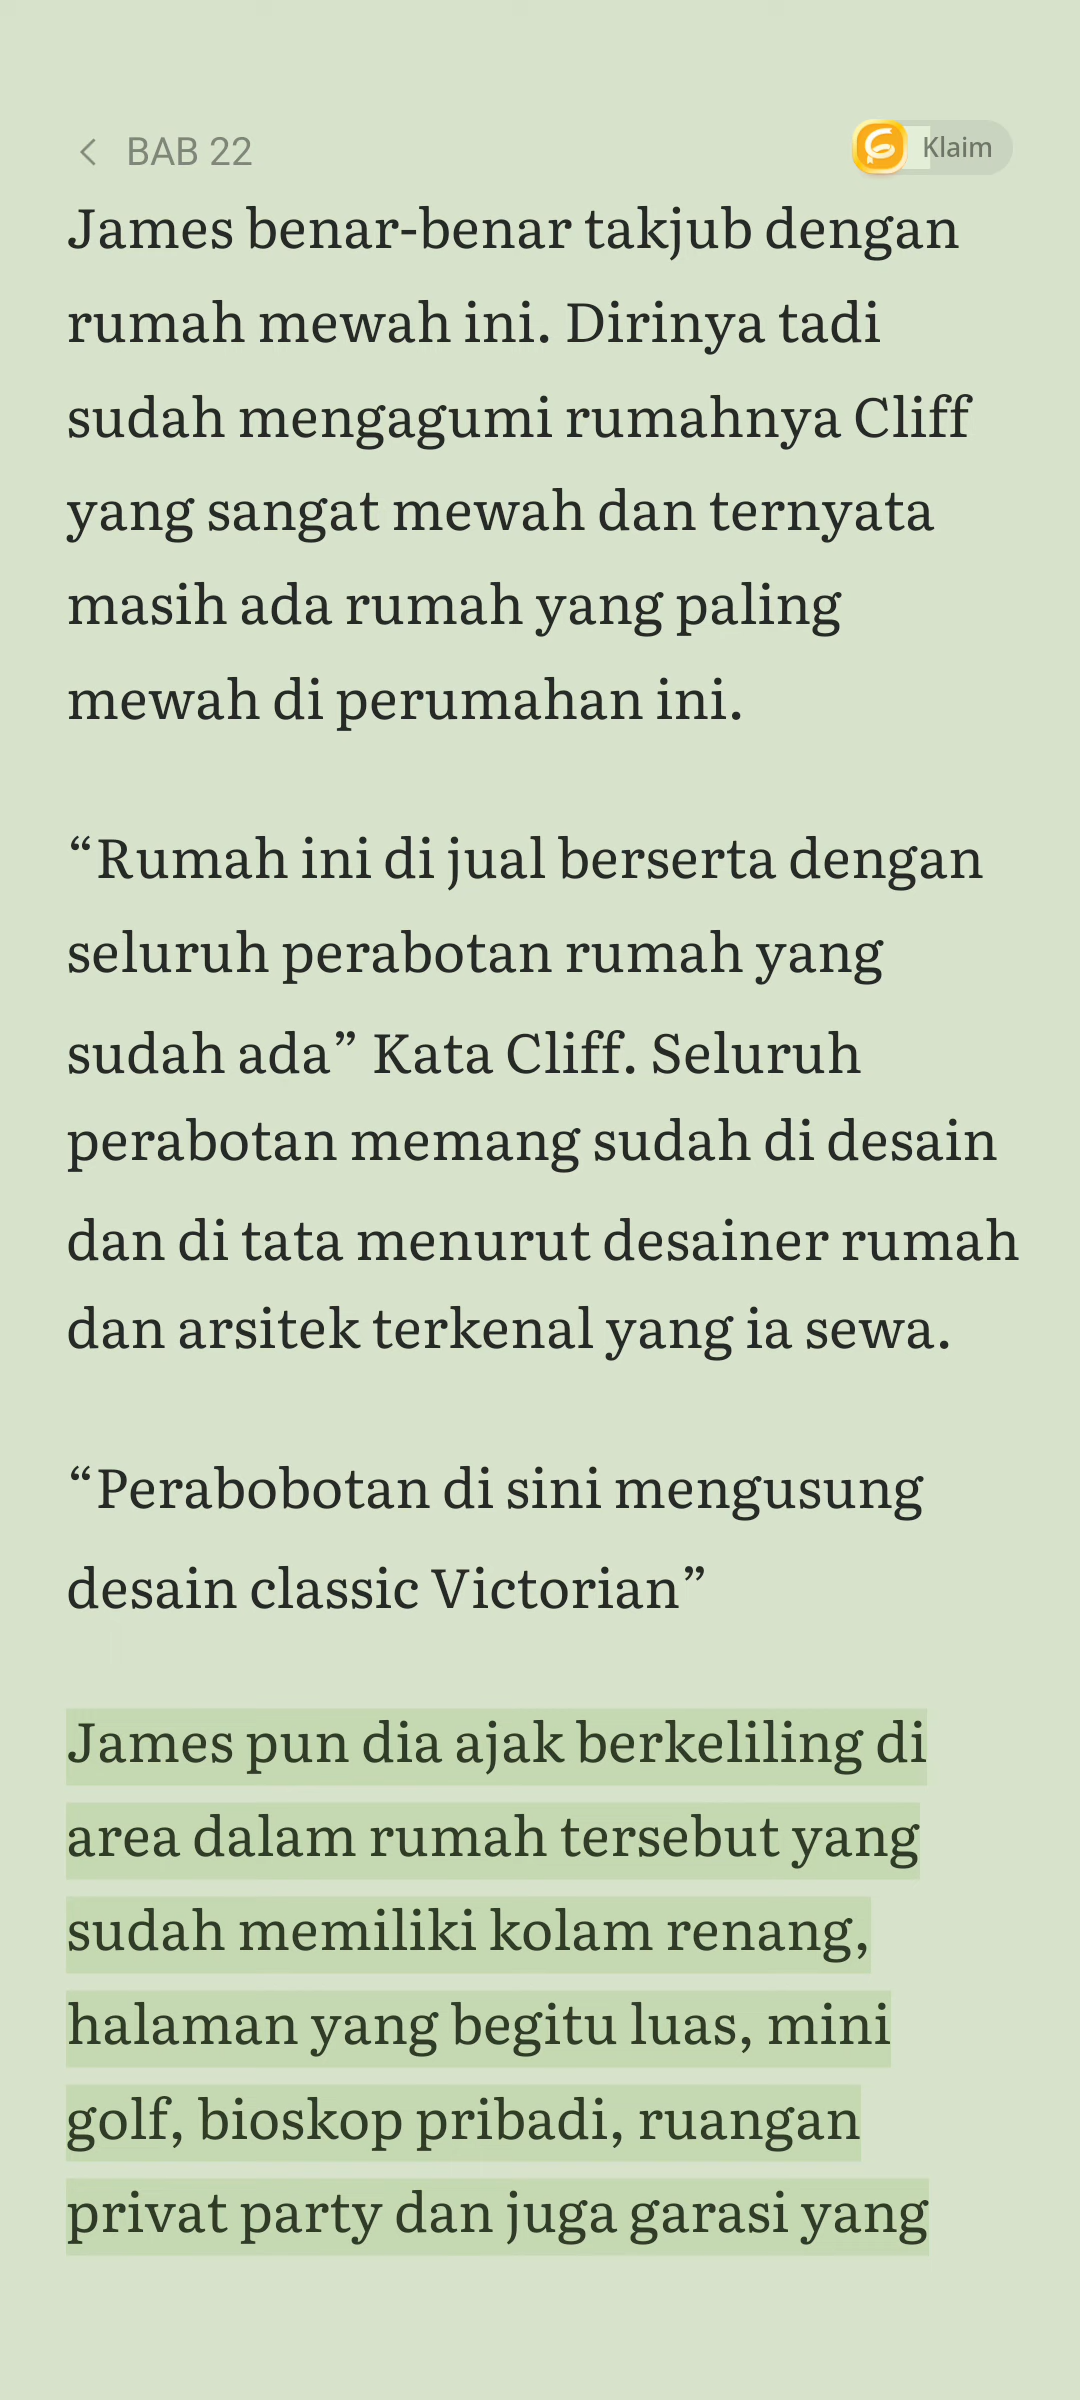 BAB 22
Klaim
James benar-benar takjub dengan
rumah mewah ini. Dirinya tadi
sudah mengagumi rumahnya Cliff
yang sangat mewah dan ternyata
masih ada rumah yang paling
mewah di perumahan ini.
“Rumah ini di jual berserta dengan
seluruh perabotan rumah yang
sudah ada” Kata Cliff. Seluruh
perabotan memang sudah di desain
dan di tata menurut desainer rumah
dan arsitek terkenal yang ia sewa.
“Perabobotan di sini mengusung
desain classic Victorian”
James pun dia ajak berkeliling di
area dalam rumah tersebut yang
sudah memiliki kolam renang,
halaman yang begitu luas, mini
golf, bioskop pribadi, ruangan
privat party dan juga garasi yang